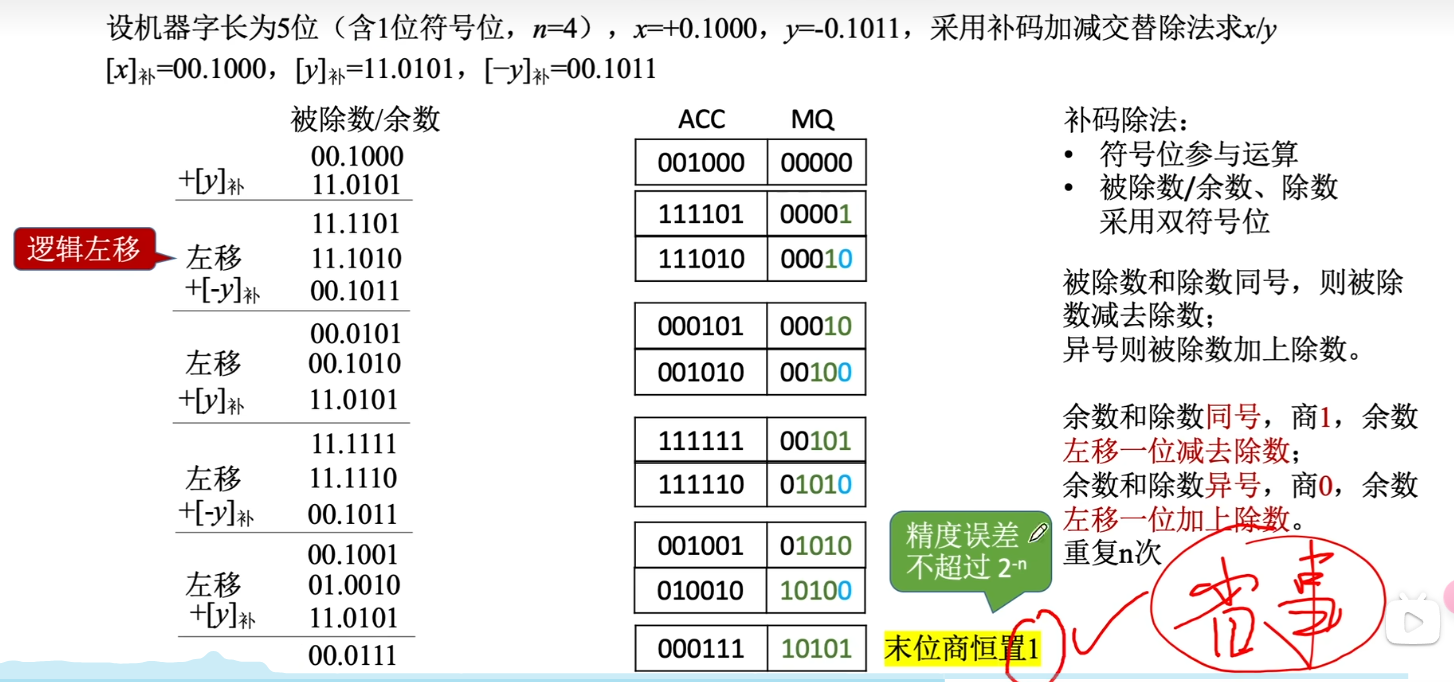 设机器字长为5位（含1位符号位，n=4），x=+0.1000，y=-0.1011，采用补码加减交替除法求x/y
[x]补=00.1000，[y]补=11.0101，[−y]补=00.1011
被除数/余数
00.1000
+[y]补 11.0101
11.1101
逻辑左移
左移 11.1010
+[-y]补 00.1011
00.0101
左移 00.1010
+[y]补 11.0101
11.1111
左移 11.1110
+[-y]补 00.1011
00.1001
左移 01.0010
+[y]补 11.0101
00.0111
ACC MQ
001000 00000
111101 00001
111010 00010
000101 00010
001010 00100
111111 00101
111110 01010
001001 01010
010010 10100
000111 10101
精度误差
不超过 2-n
末位商恒置1
补码除法：
• 符号位参与运算
• 被除数/余数、除数
采用双符号位
被除数和除数同号，则被除
数减去除数；
异号则被除数加上除数。
余数和除数同号，商1，余数
左移一位减去除数；
余数和除数异号，商0，余数
左移一位加上除数。
重复n次
省事